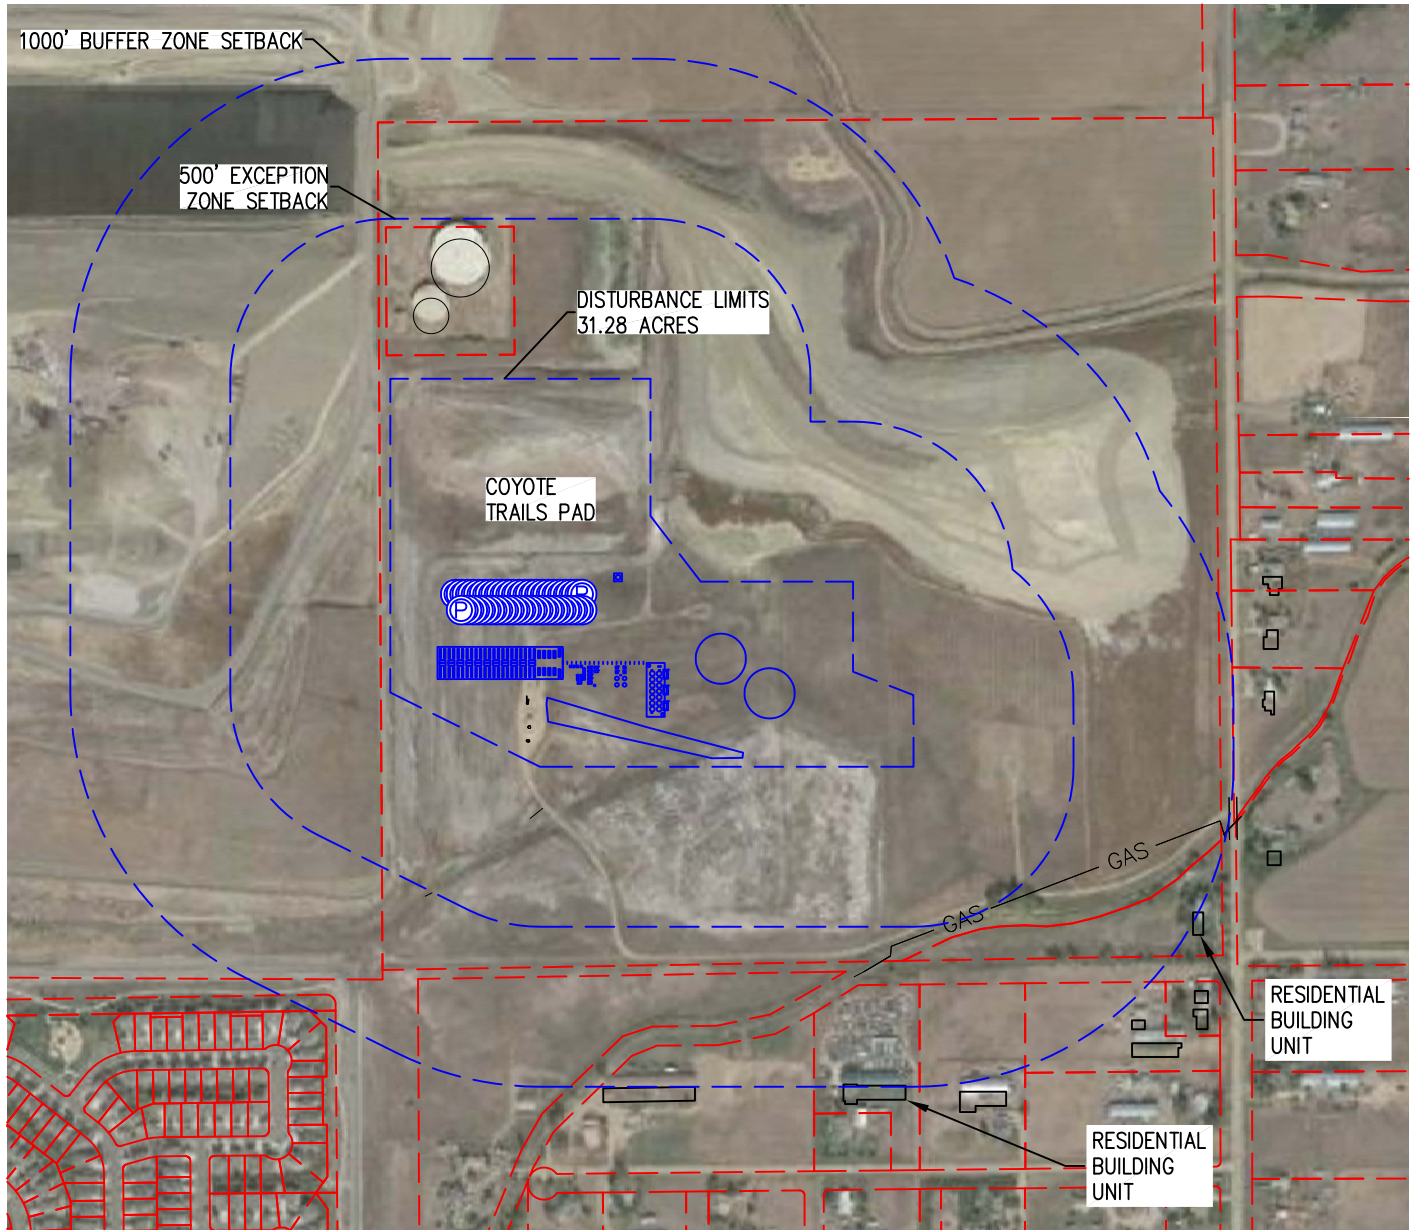 1000' BUFFER ZONE SETBACK
500' EXCEPTION
ZONE SETBACK
DISTURBANCE LIMITS
31.28 ACRES
COYOTE
TRAILS PAD
P
P
GAS
GAS
RESIDENTIAL
BUILDING
UNIT
RESIDENTIAL
BUILDING
UNIT